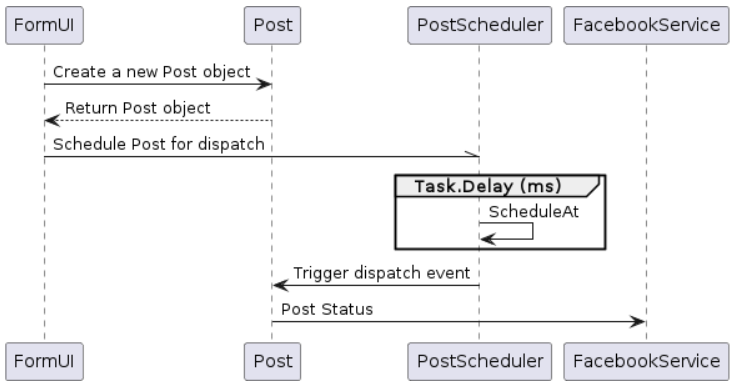 FormUI Post PostScheduler FacebookService
Create a new Post object
Return Post object
Schedule Post for dispatch
Task.Delay (ms)
ScheduleAt
Trigger dispatch event
Post Status
FormUI Post PostScheduler FacebookService